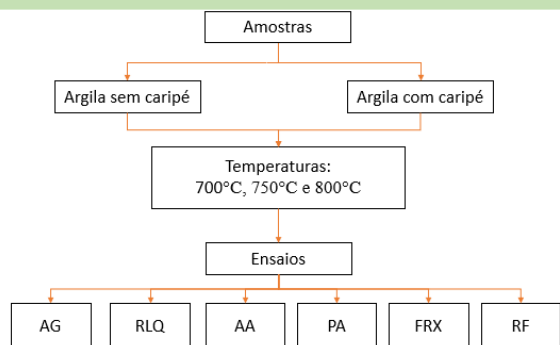 Amostras
Argila sem caripé
Argila com caripé
Temperaturas:
700°C, 750°C e 800°C
Ensaios
AG
RLQ
AA
PA
FRX
RF